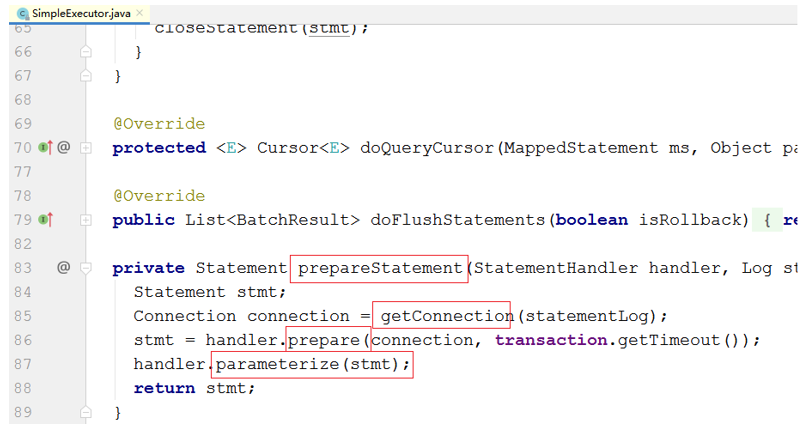 SimpleExecutor.java
65 closeStatement(stmt);
66 }
67 }
68
69 @Override
70 @ protected <E> Cursor<E> doQueryCursor(MappedStatement ms, Object pa
77
78 @Override
79 public List<BatchResult> doFlushStatements(boolean isRollback) { re
82
83 @ private Statement prepareStatement(StatementHandler handler, Log st
84 Statement stmt;
85 Connection connection = getConnection(statementLog);
86 stmt = handler.prepare(connection, transaction.getTimeout());
87 handler.parameterize(stmt);
88 return stmt;
89 }